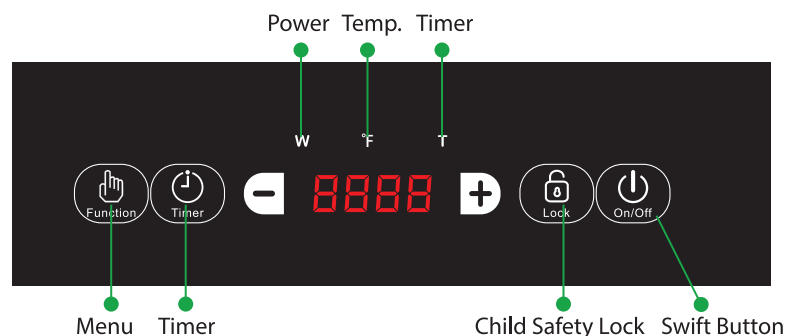 Power Temp. Timer
W °F T
Function Timer - 8888 + Lock On/Off
Menu Timer Child Safety Lock Swift Button